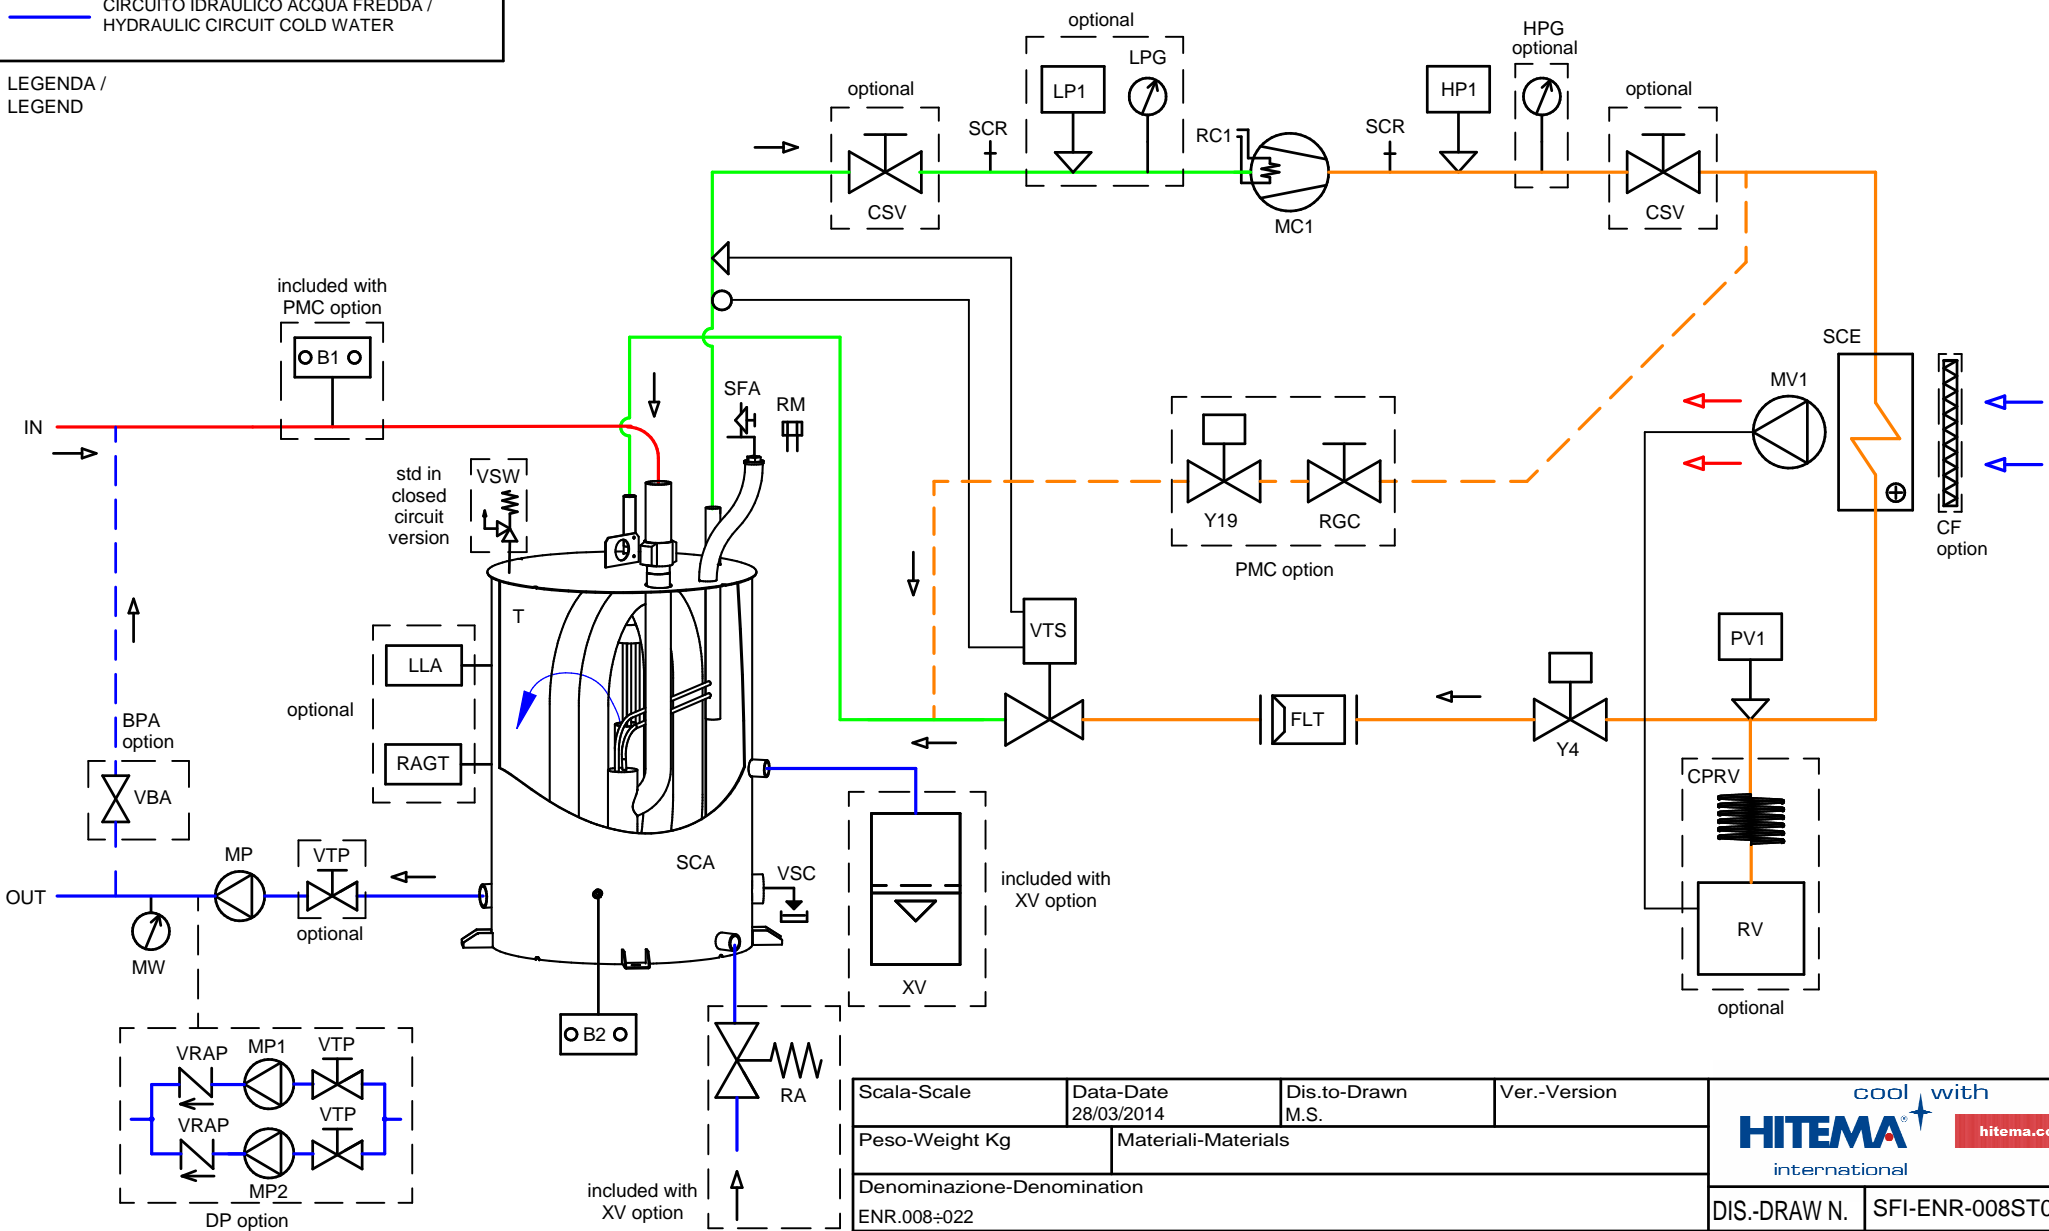 CIRCUITO IDRAULICO ACQUA FREDDA /
HYDRAULIC CIRCUIT COLD WATER
LEGENDA /
LEGEND
optional
LP1
LPG
optional
CSV
SCR
RC1
MC1
SCR
HP1
HPG
optional
optional
CSV
included with
PMC option
B1
IN
SFA
RM
std in
closed
circuit
version
VSW
T
SCE
MV1
CF
option
Y19
RGC
PMC option
VTS
FLT
Y4
PV1
CPRV
RV
optional
LLA
optional
RAGT
BPA
option
VBA
MP
VTP
optional
OUT
MW
SCA
VSC
included with
XV option
XV
B2
VRAP
MP1
VTP
VRAP
MP2
VTP
DP option
RA
included with
XV option
Scala-Scale
Data-Date
28/03/2014
Dis.to-Drawn
M.S.
Ver.-Version
Peso-Weight Kg
Materiali-Materials
Denominazione-Denomination
ENR.008÷022
cool with
HITEMA®
international
hitema.co
DIS.-DRAW N.
SFI-ENR-008ST0